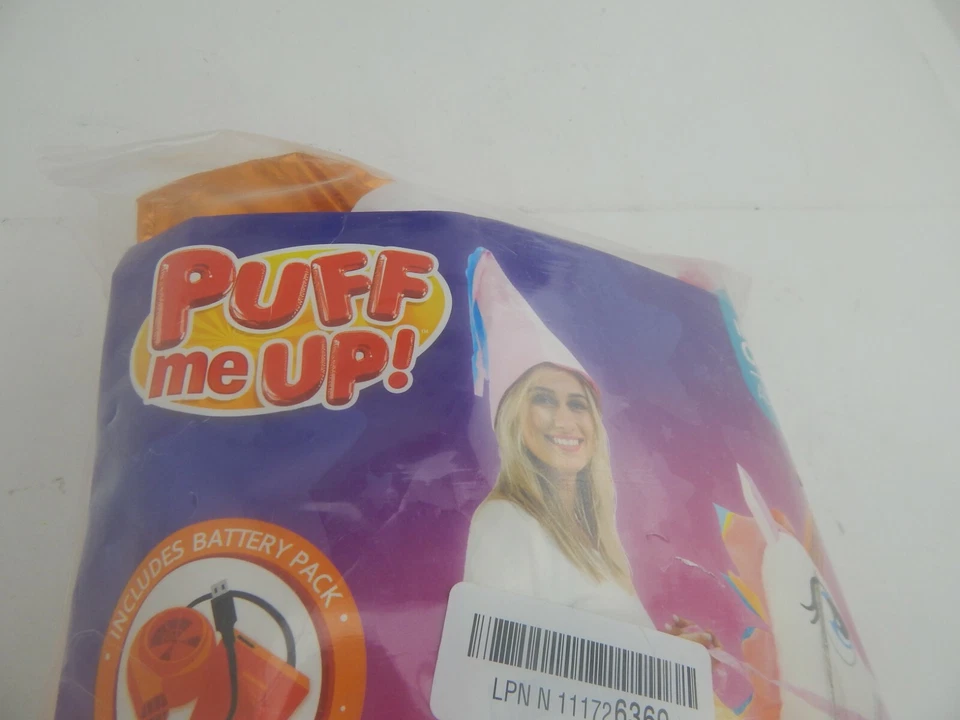 PUFF
me UP!
INCLUDES BATTERY PACK
LPN N 111726360